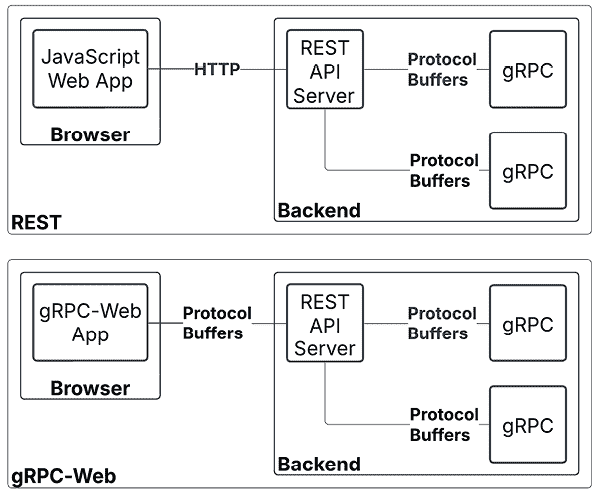 JavaScript
Web App
Browser
HTTP
REST
API
Server
Protocol
Buffers
gRPC
Protocol
Buffers
gRPC
Backend
REST
gRPC-Web
App
Browser
Protocol
Buffers
REST
API
Server
Protocol
Buffers
gRPC
Protocol
Buffers
gRPC
Backend
gRPC-Web